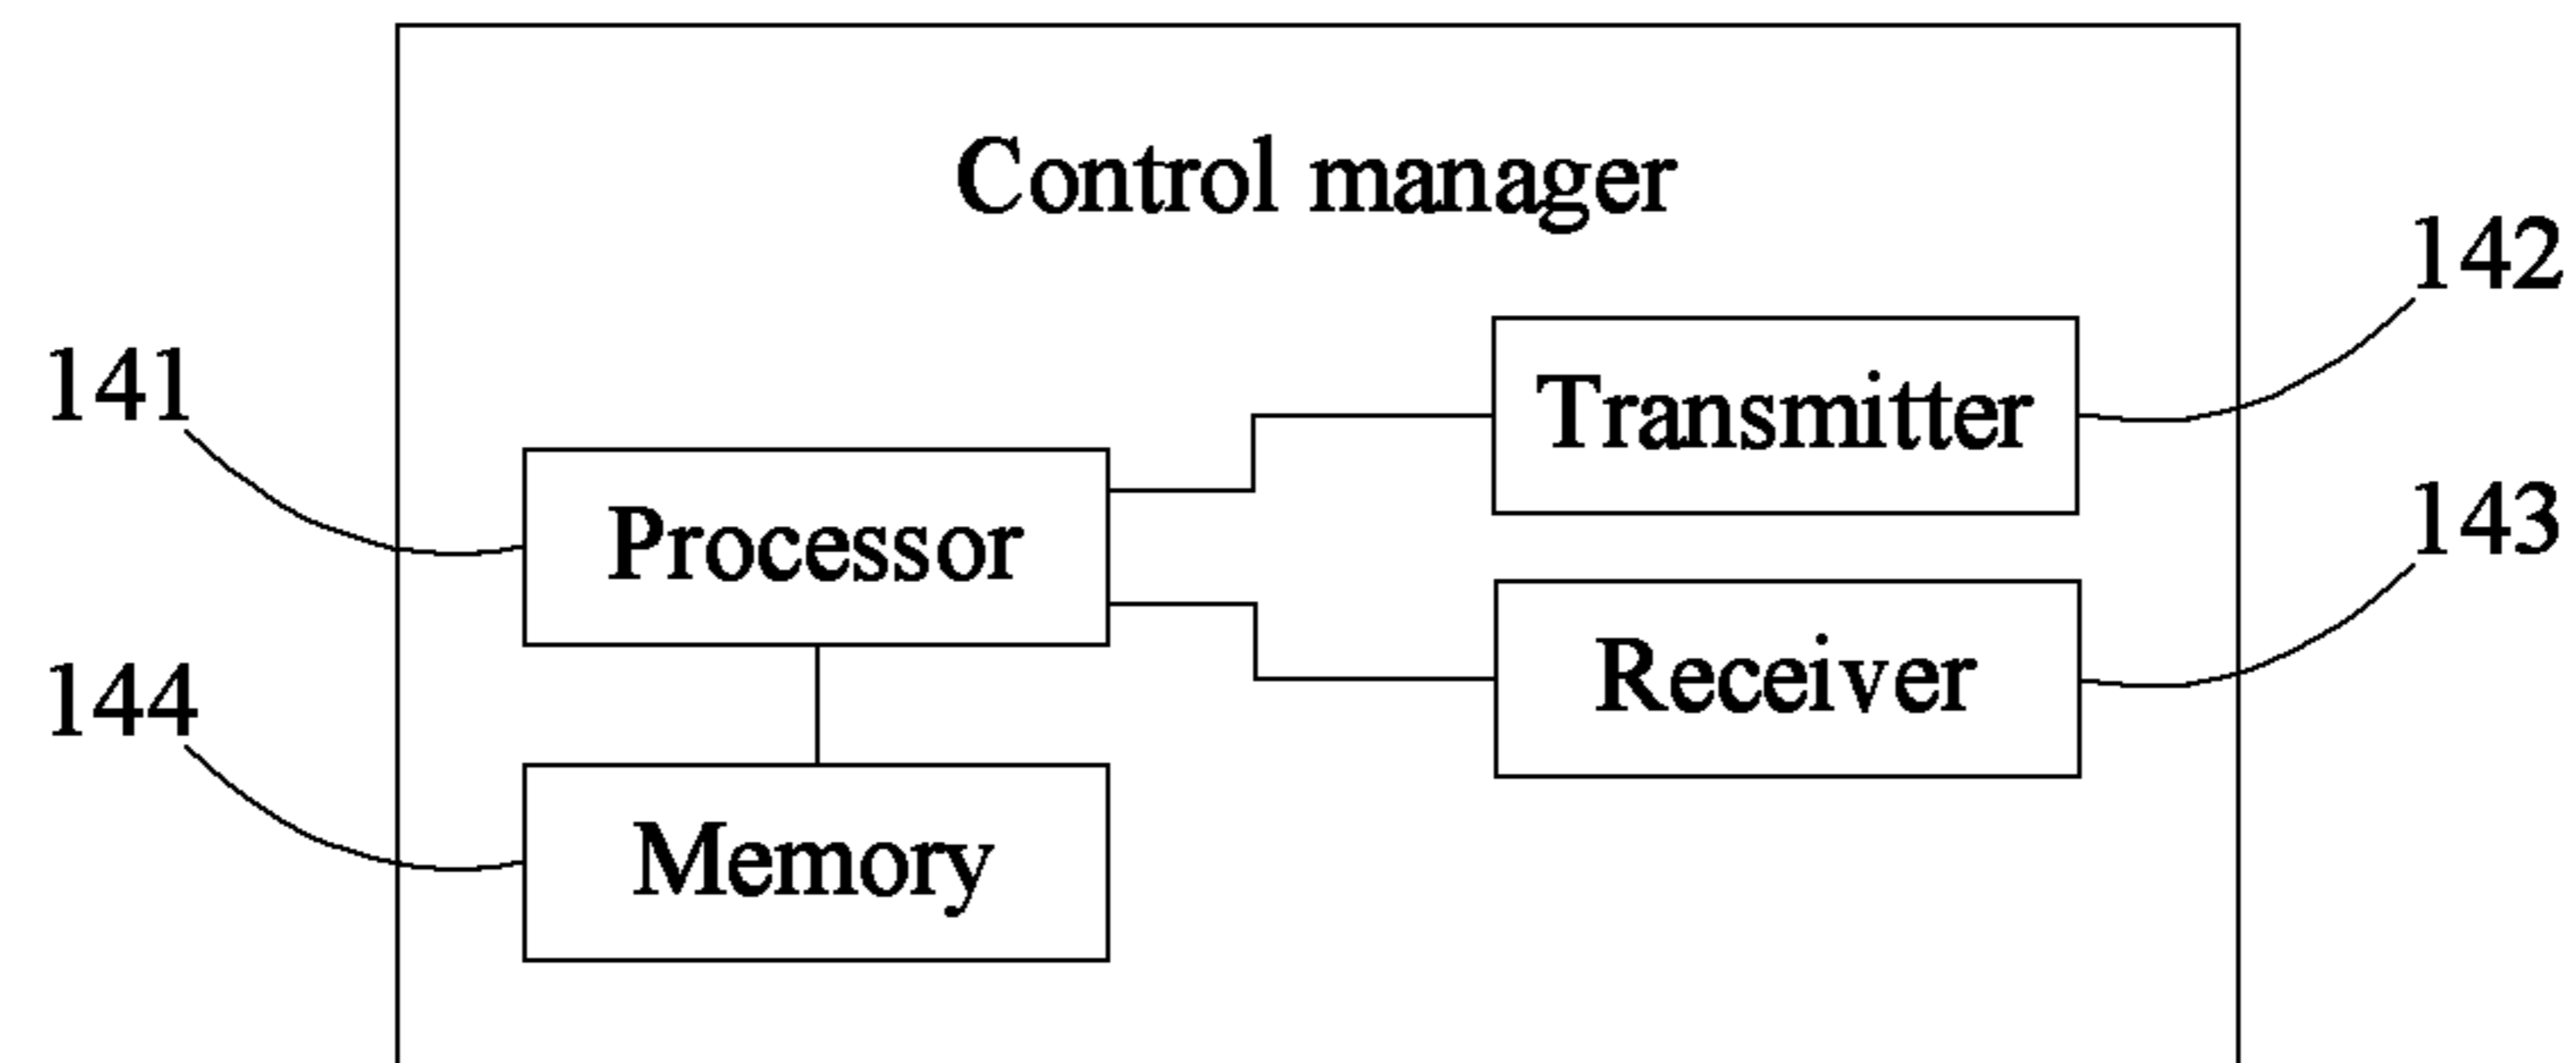 Control manager
142
141
Transmitter
143
Processor
Receiver
144
Memory